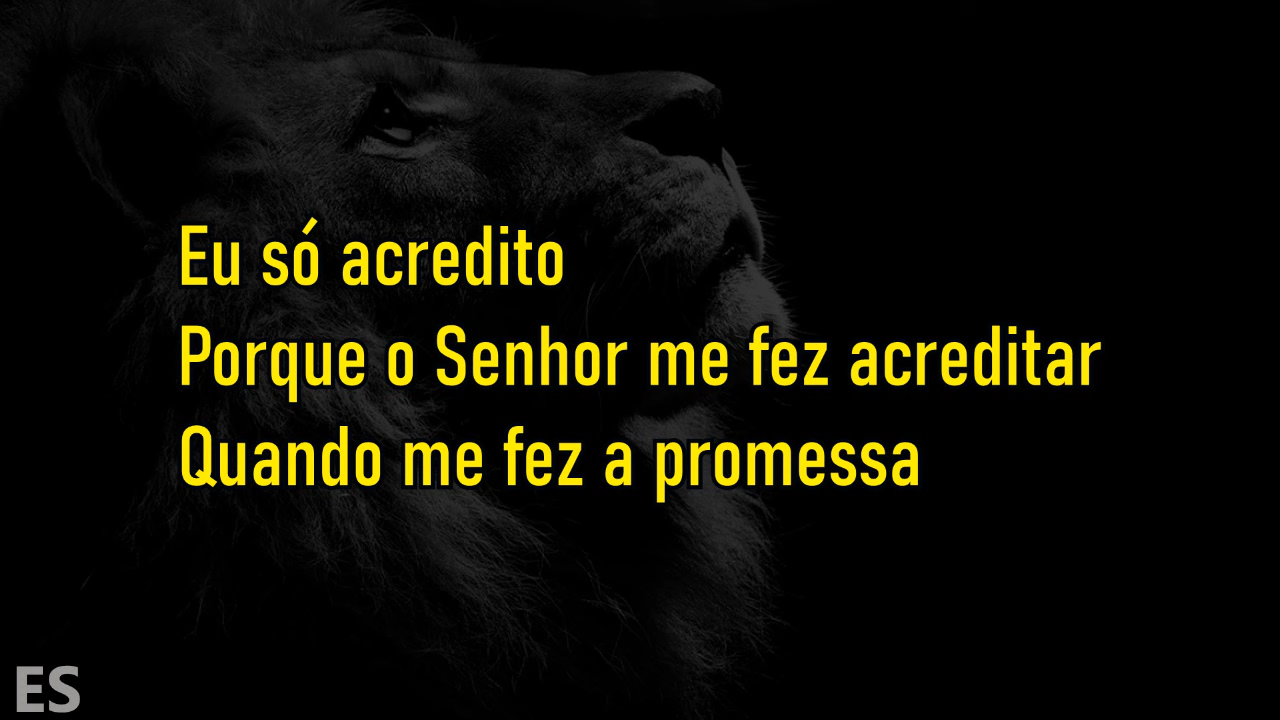 Eu só acredito
Porque o Senhor me fez acreditar
Quando me fez a promessa
ES